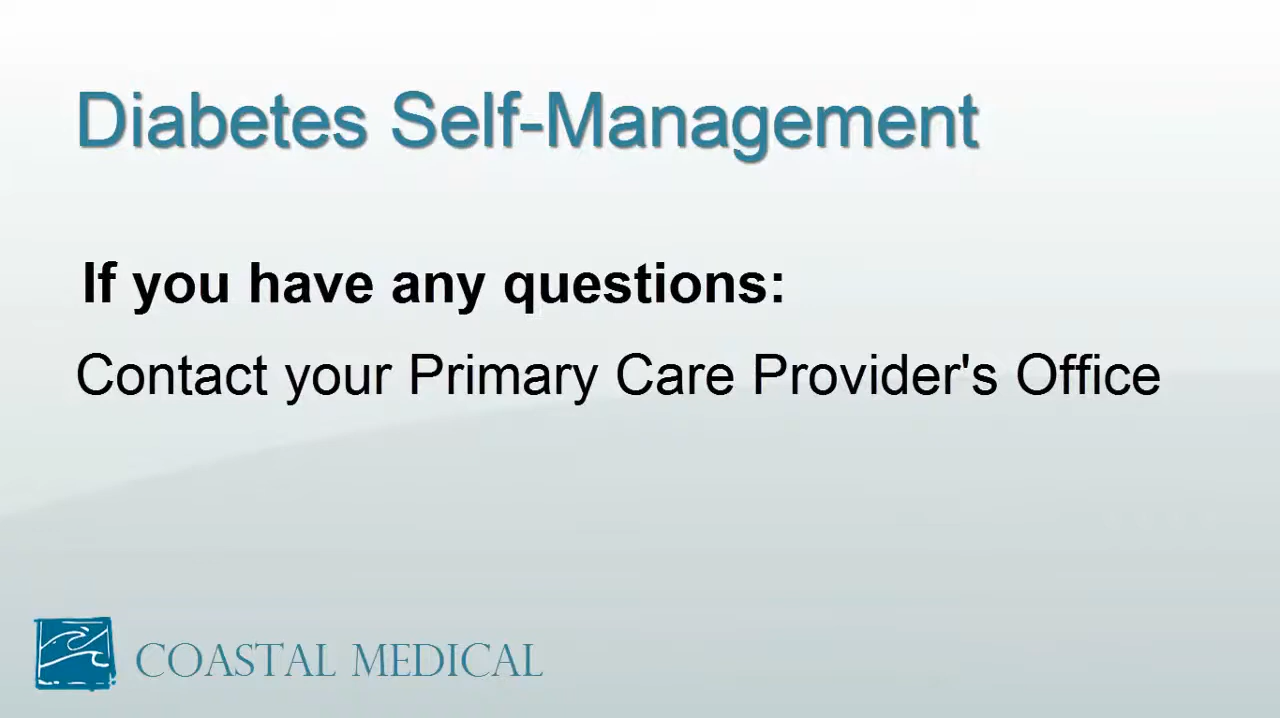 Diabetes Self-Management
If you have any questions:
Contact your Primary Care Provider's Office
COASTAL MEDICAL